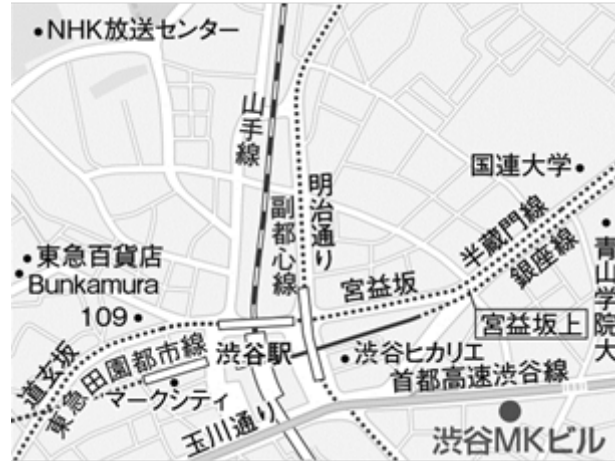 NHK放送センター
山手線
副都心線
明治通り
国連大学
半蔵門線
銀座線
青山学院大
東急百貨店
Bunkamura
109
宮益坂
宮益坂上
渋谷駅
渋谷ヒカリエ
道玄坂
東急田園都市線
マークシティ
首都高速渋谷線
玉川通り
渋谷MKビル